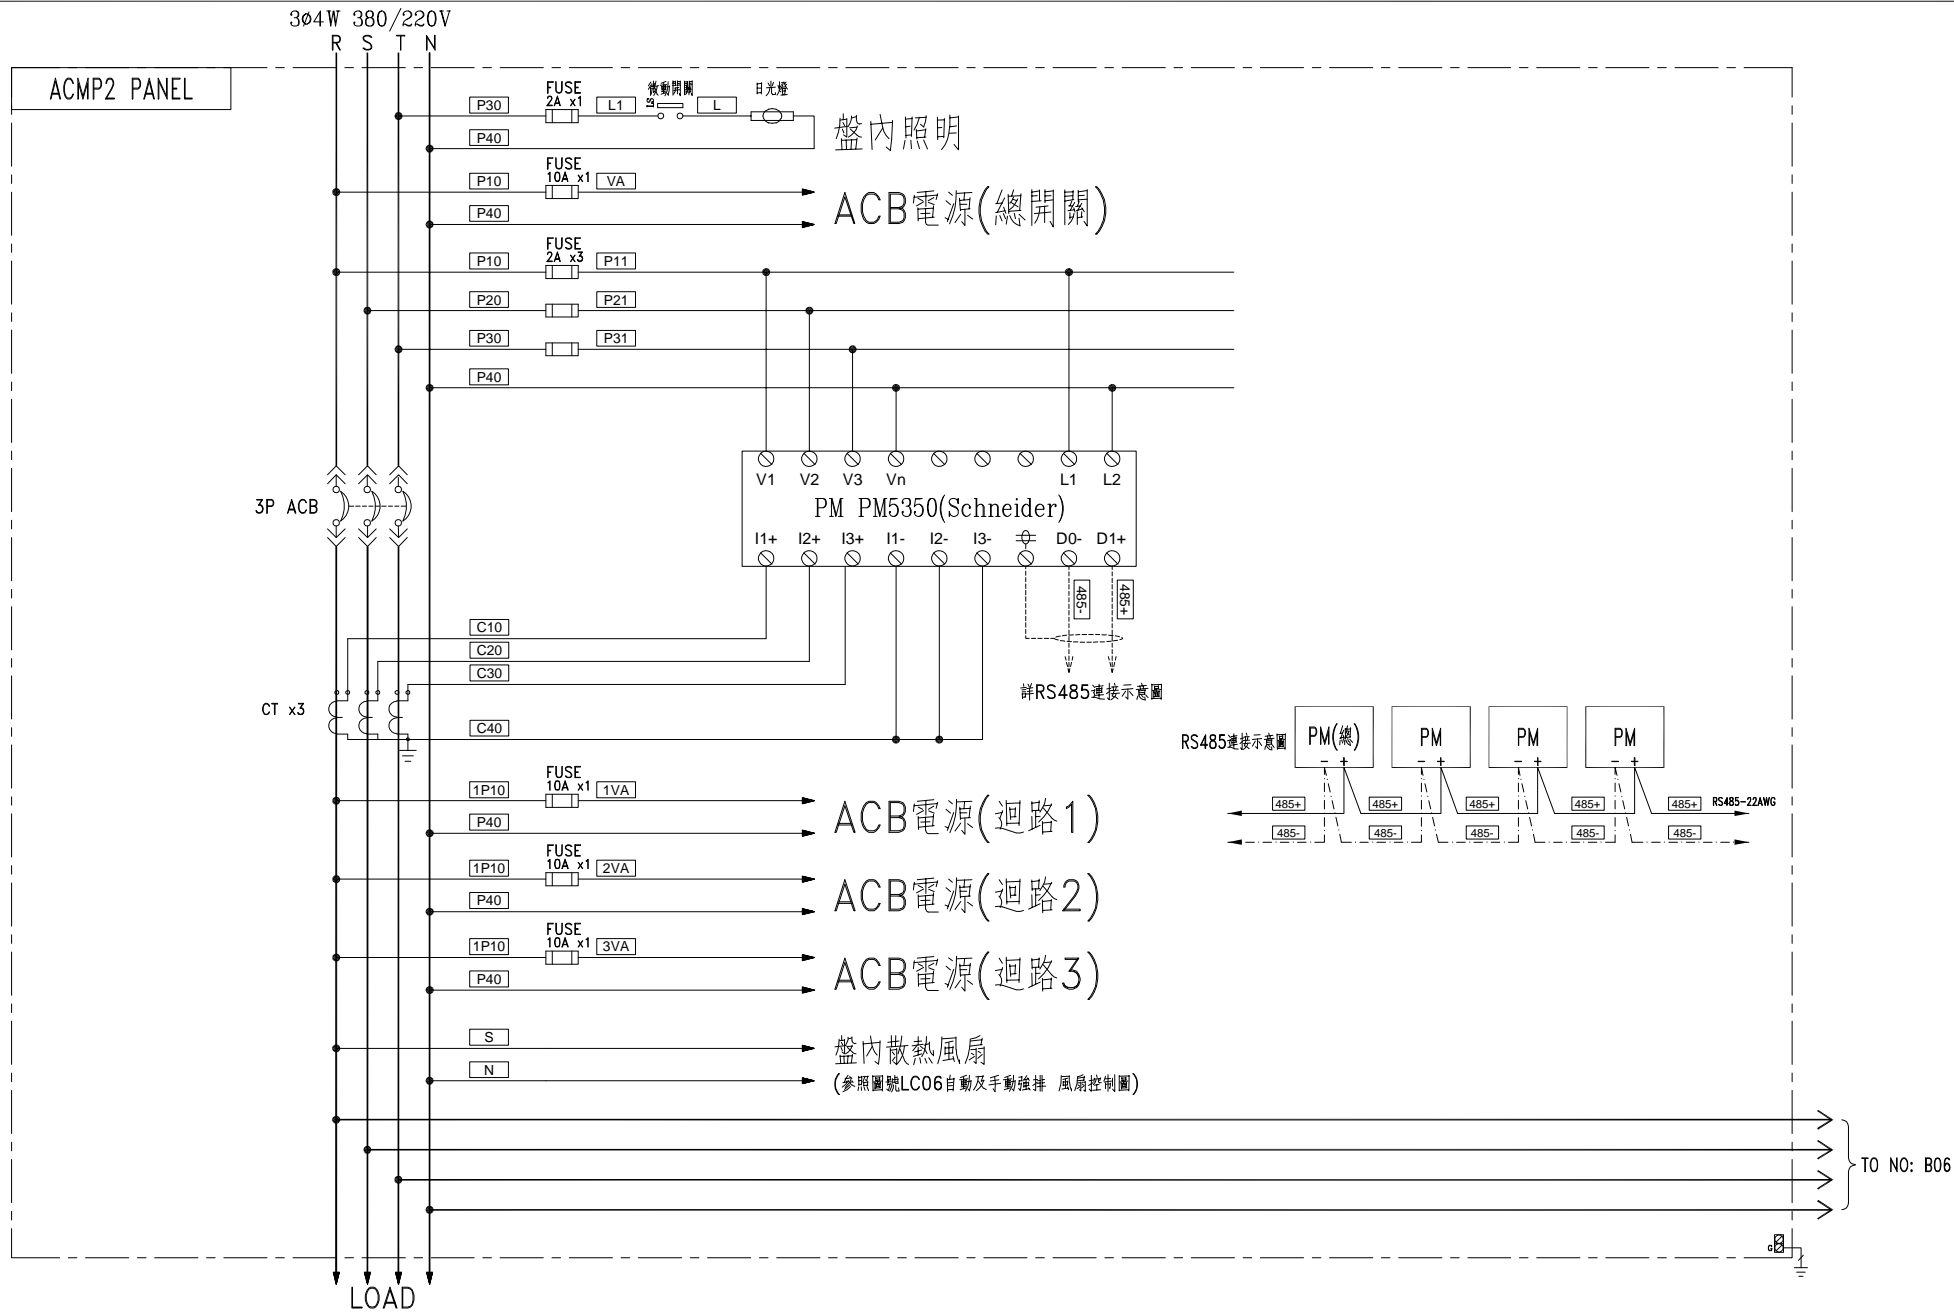 3ø4W 380/220V
R S T N
ACMP2 PANEL
FUSE
2A x1
微動開關
日光燈
P30
L1
LS
L
P40
盤內照明
FUSE
10A x1
P10
VA
P40
ACB電源(總開關)
FUSE
2A x3
P10
P11
P20
P21
P30
P31
P40
V1 V2 V3 Vn L1 L2
PM PM5350(Schneider)
I1+ I2+ I3+ I1- I2- I3- D0- D1+
3P ACB
485-
485+
C10
C20
C30
詳RS485連接示意圖
CT x3
C40
RS485連接示意圖
PM(總)
PM
PM
PM
- +
- +
- +
- +
485+ 485+ 485+ 485+ 485+ RS485-22AWG
485- 485- 485- 485- 485-
FUSE
10A x1
1P10
1VA
P40
ACB電源(迴路1)
FUSE
10A x1
1P10
2VA
P40
ACB電源(迴路2)
FUSE
10A x1
1P10
3VA
P40
ACB電源(迴路3)
S
N
盤內散熱風扇
(參照圖號LC06自動及手動強排 風扇控制圖)
TO NO: B06
G
LOAD